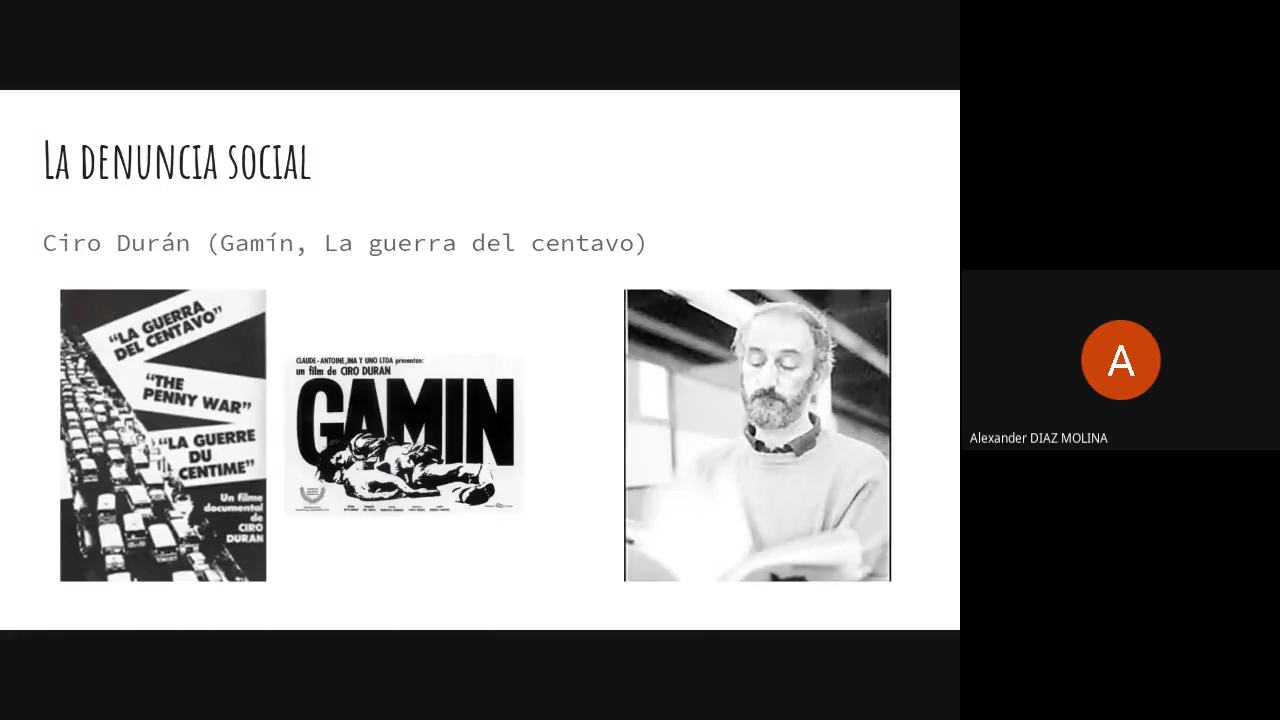 La denuncia social
Ciro Durán (Gamín, La guerra del centavo)
“LA GUERRA
DEL CENTAVO”
“THE
PENNY WAR”
“LA GUERRE
DU
CENTIME”
Un filme
documental
de
CIRO
DURAN
CLAUDE-ANTOINE, INA Y UNO LTDA presentan:
un film de CIRO DURAN
GAMIN
A
Alexander DIAZ MOLINA